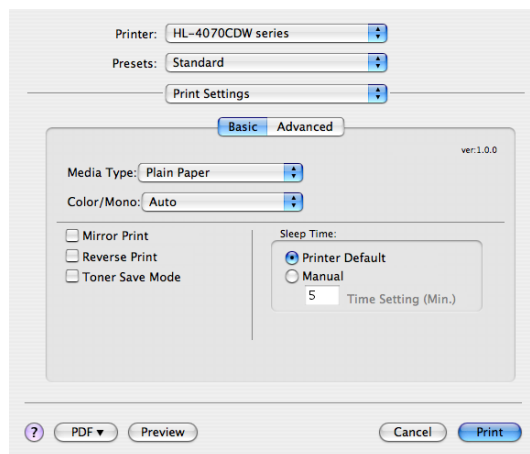 Printer: HL-4070CDW series
Presets: Standard
Print Settings
Basic Advanced
ver:1.0.0
Media Type: Plain Paper
Color/Mono: Auto
Mirror Print
Reverse Print
Toner Save Mode
Sleep Time:
Printer Default
Manual
5 Time Setting (Min.)
? PDF▼ Preview Cancel Print